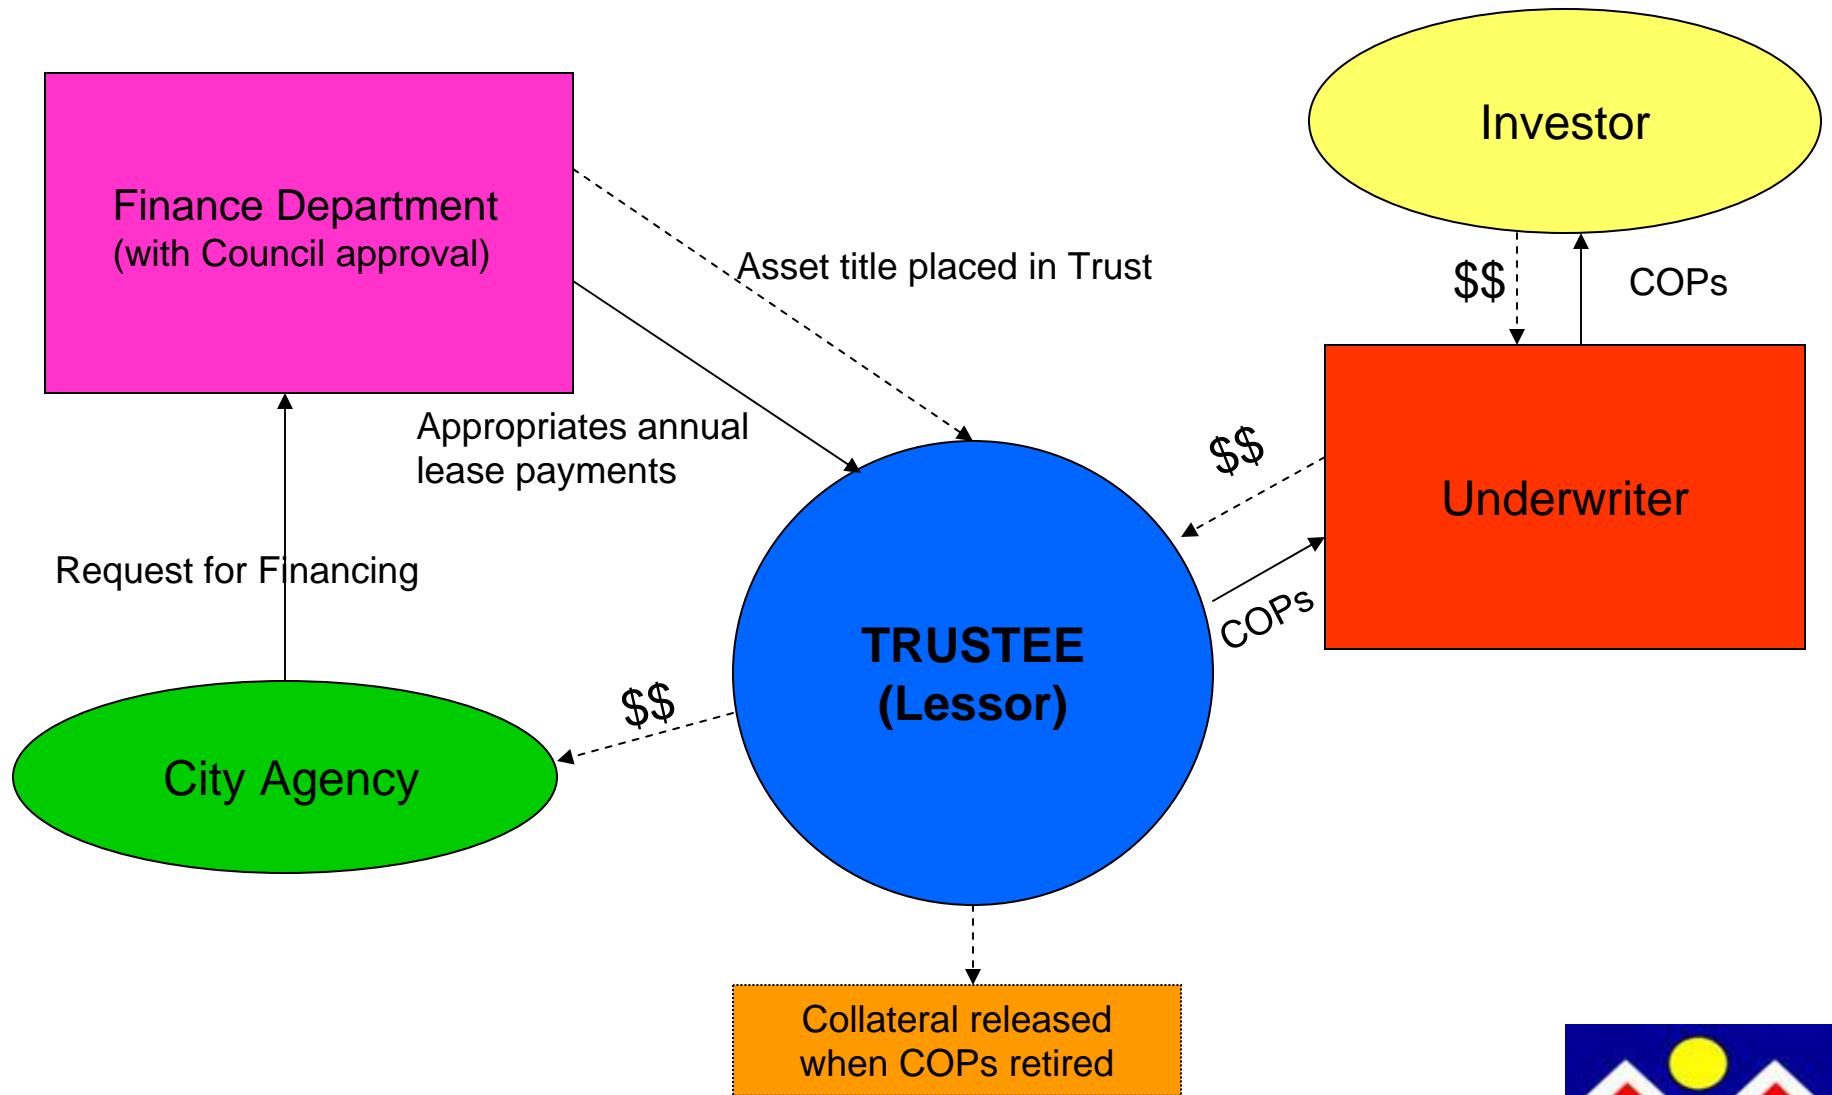 Investor
Finance Department
(with Council approval)
Asset title placed in Trust
$$
COPs
Appropriates annual
lease payments
$$
Underwriter
Request for Financing
COPs
TRUSTEE
(Lessor)
$$
City Agency
Collateral released
when COPs retired